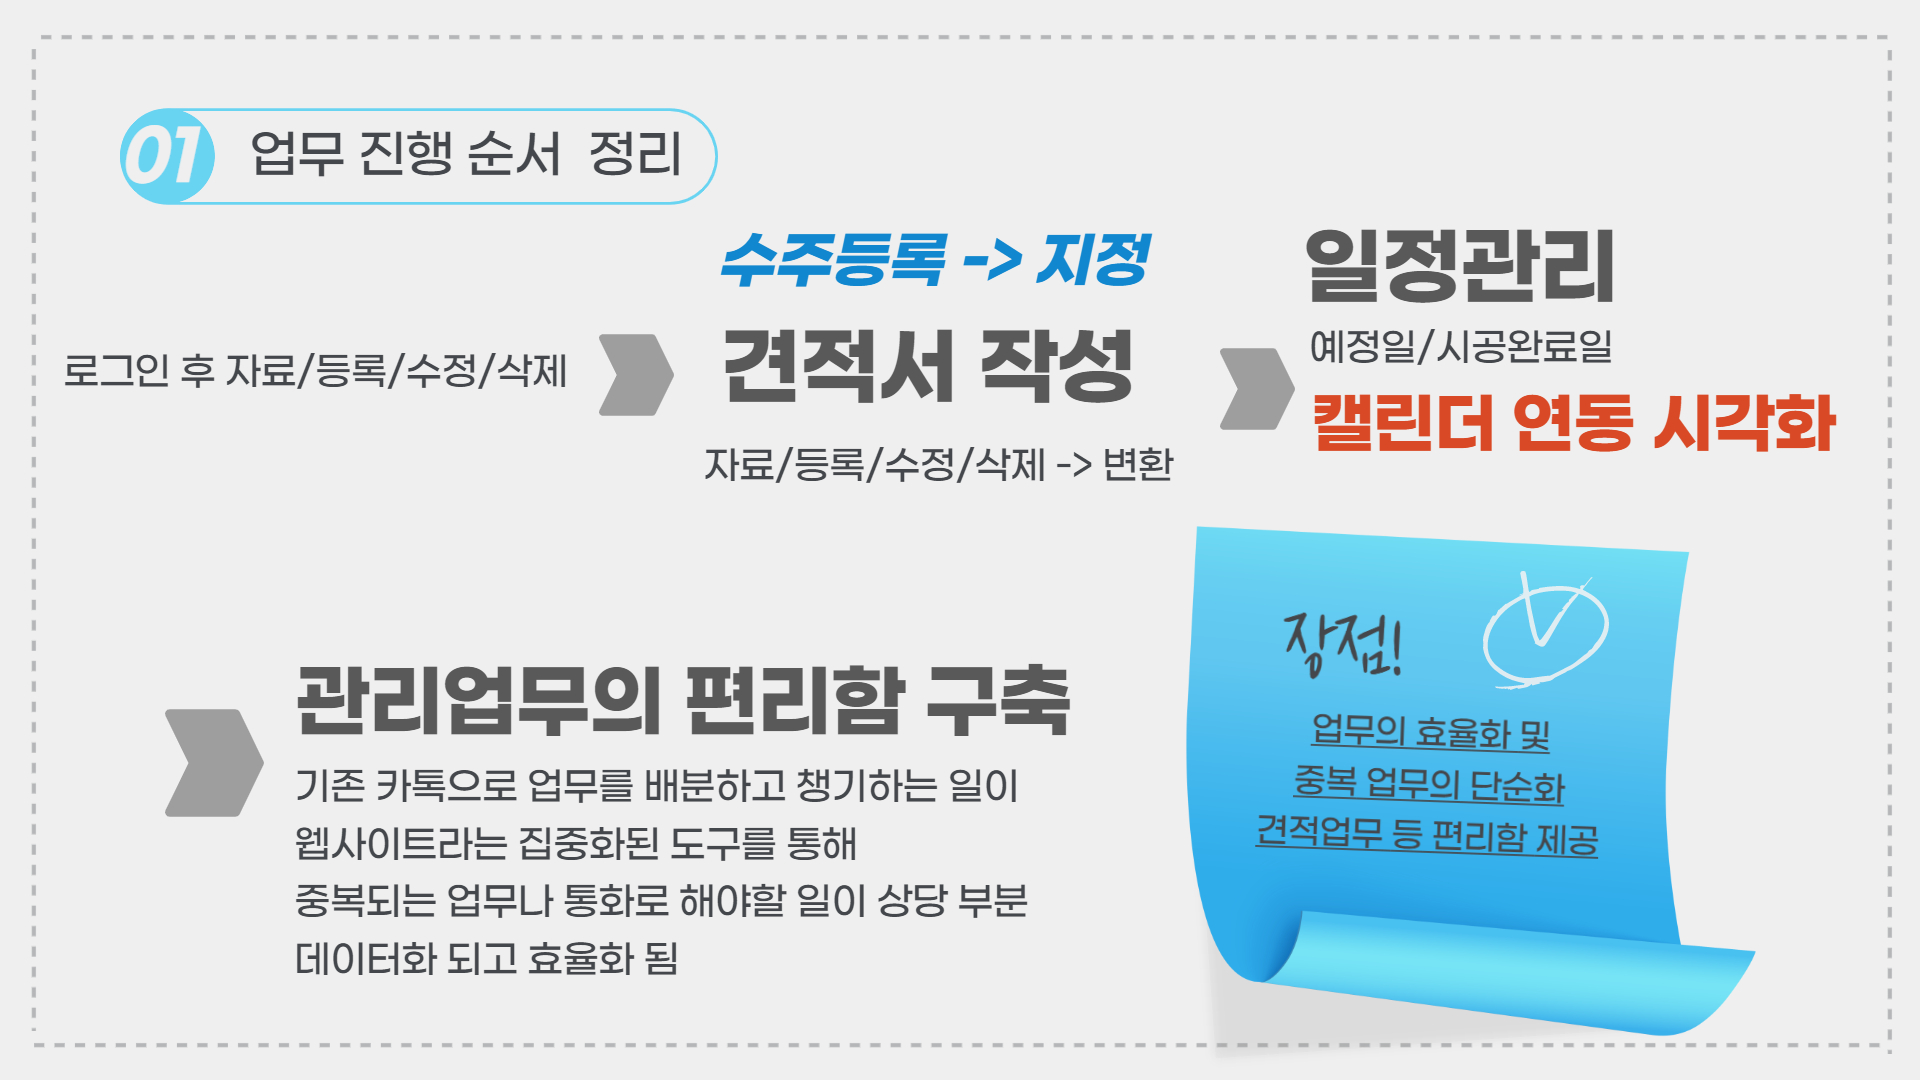 01 업무 진행 순서 정리
로그인 후 자료/등록/수정/삭제
수주등록 -> 지정
견적서 작성
자료/등록/수정/삭제 -> 변환
일정관리
예정일/시공완료일
캘린더 연동 시각화
관리업무의 편리함 구축
기존 카톡으로 업무를 배분하고 챙기하는 일이
웹사이트라는 집중화된 도구를 통해
중복되는 업무나 통화로 해야할 일이 상당 부분
데이터화 되고 효율화 됨
장점!
업무의 효율화 및
중복 업무의 단순화
견적업무 등 편리함 제공